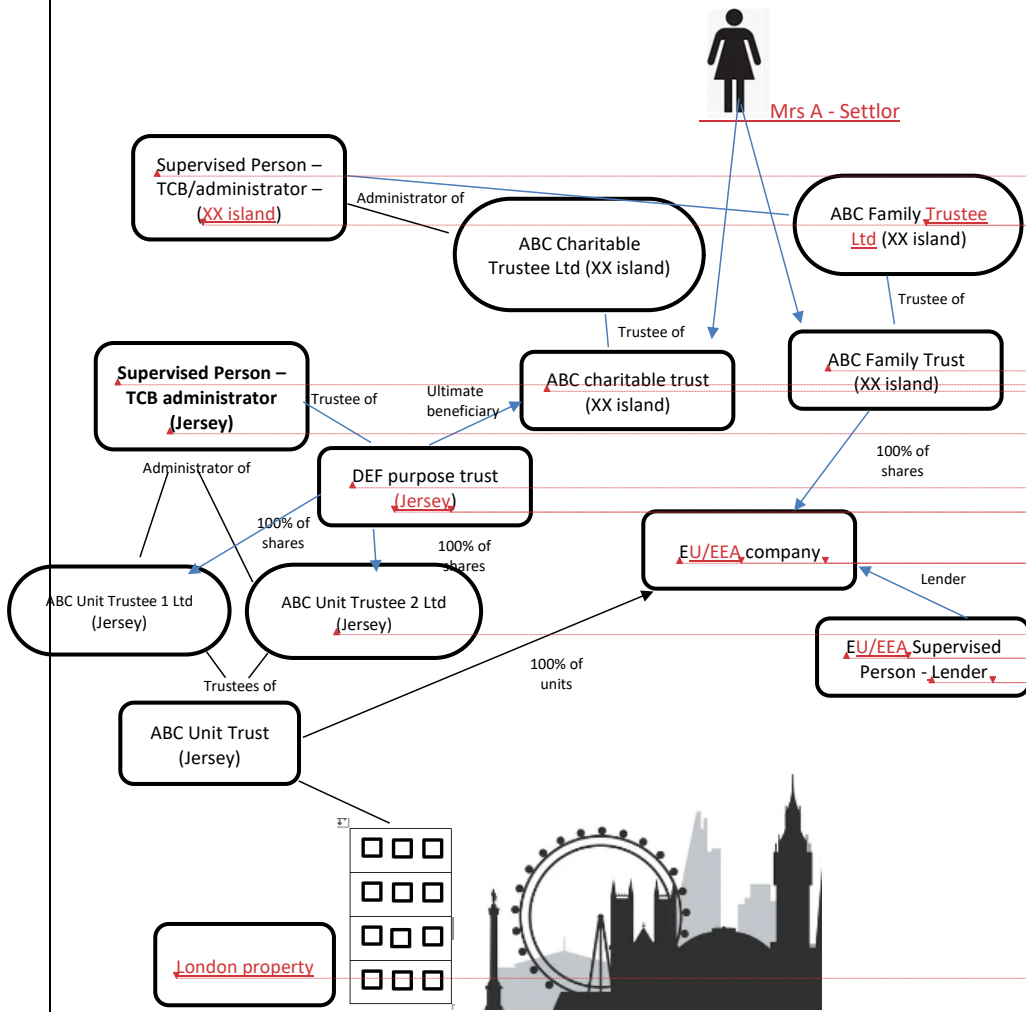 Mrs A - Settlor
Supervised Person –
TCB/administrator –
(XX island)
Administrator of
ABC Charitable
Trustee Ltd (XX island)
ABC Family Trustee
Ltd (XX island)
Trustee of
Trustee of
Supervised Person –
TCB administrator
(Jersey)
Trustee of
Ultimate
beneficiary
ABC charitable trust
(XX island)
ABC Family Trust
(XX island)
Administrator of
DEF purpose trust
(Jersey)
100% of
shares
100% of
shares
100% of
shares
EU/EEA company
ABC Unit Trustee 1 Ltd
(Jersey)
ABC Unit Trustee 2 Ltd
(Jersey)
Lender
Trustees of
100% of
units
EU/EEA Supervised
Person - Lender
ABC Unit Trust
(Jersey)
London property